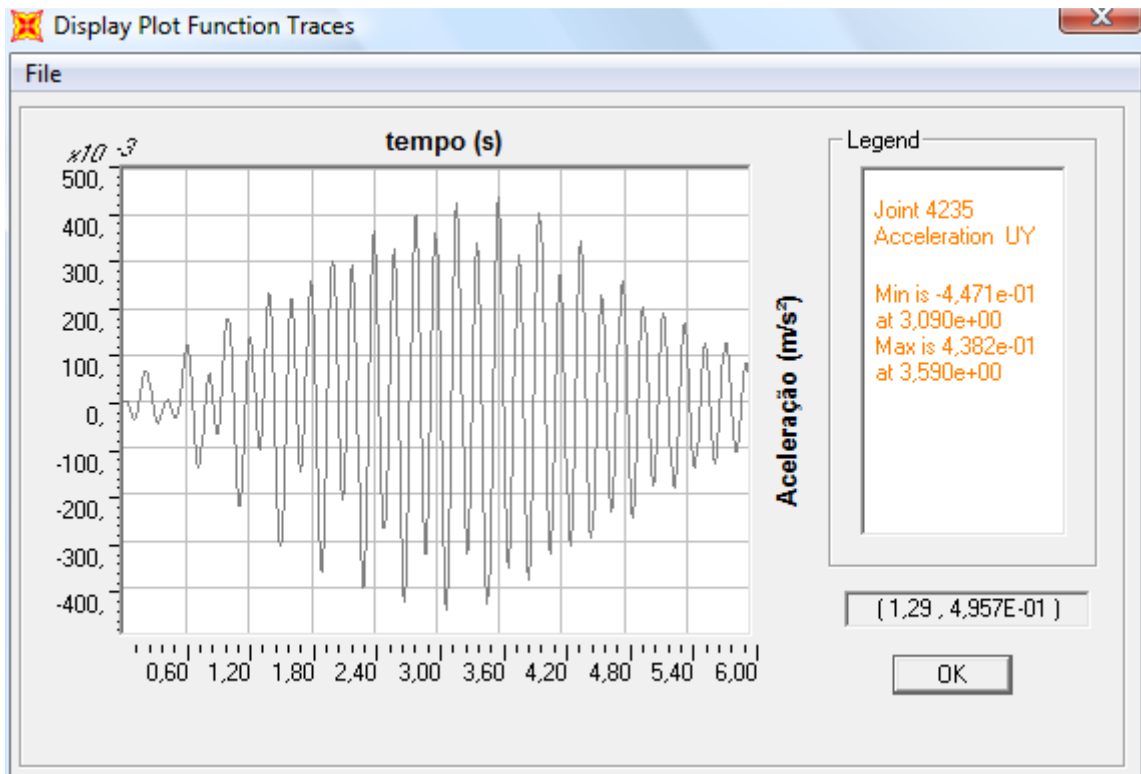 Display Plot Function Traces
File
x10 -3
tempo (s)
500,
400,
300,
200,
100,
0,
-100,
-200,
-300,
-400,
0,60 1,20 1,80 2,40 3,00 3,60 4,20 4,80 5,40 6,00
Aceleração (m/s²)
Legend
Joint 4235
Acceleration UY
Min is -4,471e-01
at 3,090e+00
Max is 4,382e-01
at 3,590e+00
( 1,29 , 4,957E-01 )
OK